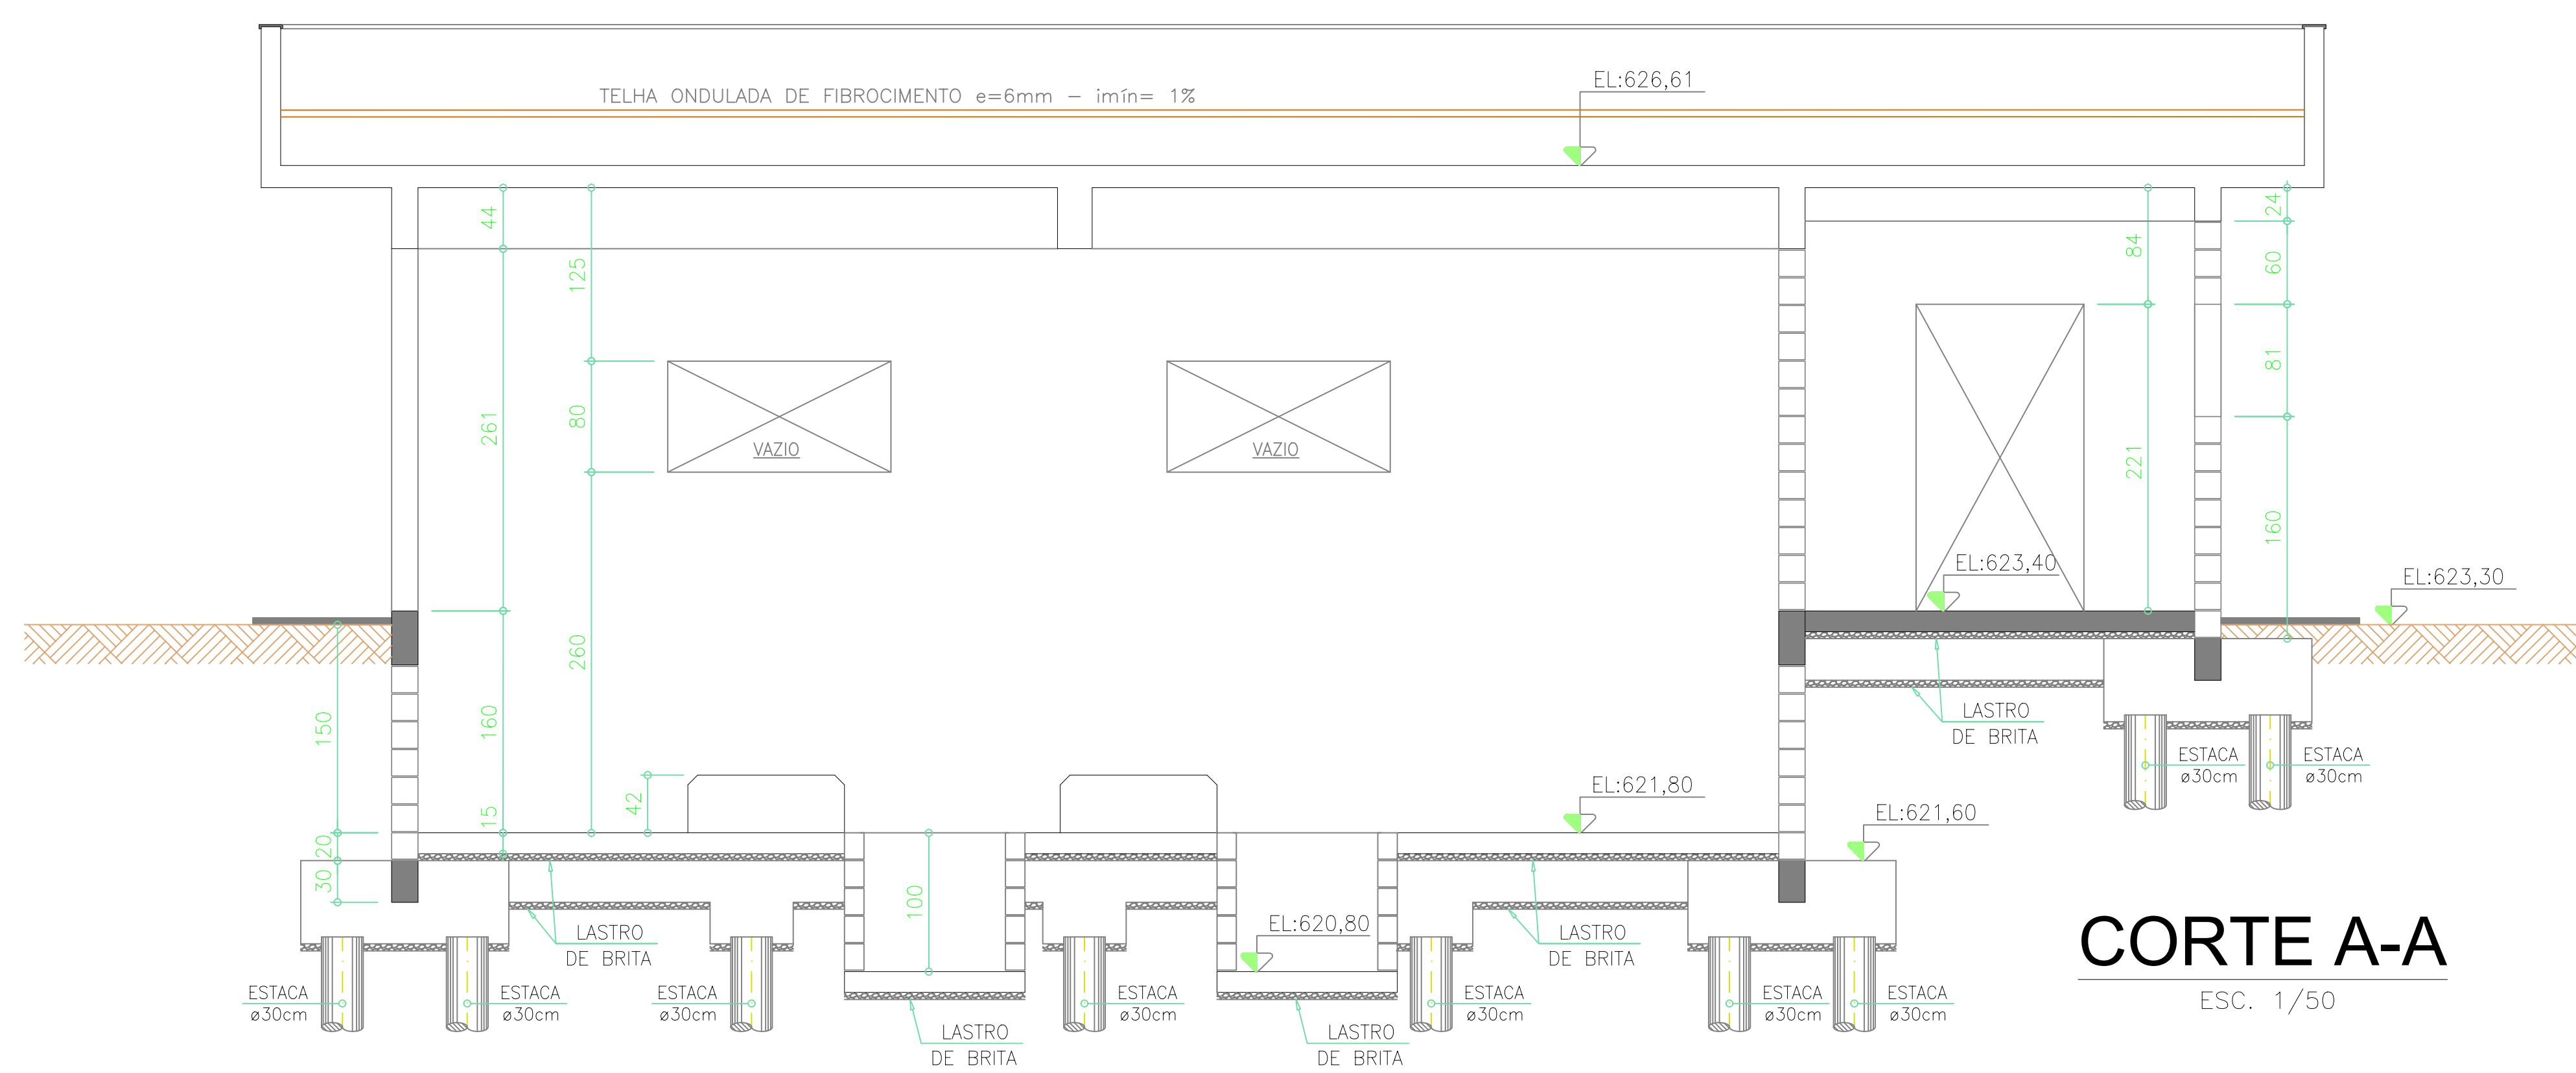 EL:626,61
TELHA ONDULADA DE FIBROCIMENTO e=6mm – imín= 1%
44
125
84
24
60
261
80
VAZIO
VAZIO
221
81
160
EL:623,40
EL:623,30
260
160
150
LASTRO
DE BRITA
ESTACA
ø30cm
ESTACA
ø30cm
42
15
20
30
EL:621,80
EL:621,60
100
EL:620,80
LASTRO
DE BRITA
LASTRO
DE BRITA
CORTE A-A
ESC. 1/50
ESTACA
ø30cm
ESTACA
ø30cm
ESTACA
ø30cm
ESTACA
ø30cm
ESTACA
ø30cm
ESTACA
ø30cm
ESTACA
ø30cm
LASTRO
DE BRITA
LASTRO
DE BRITA